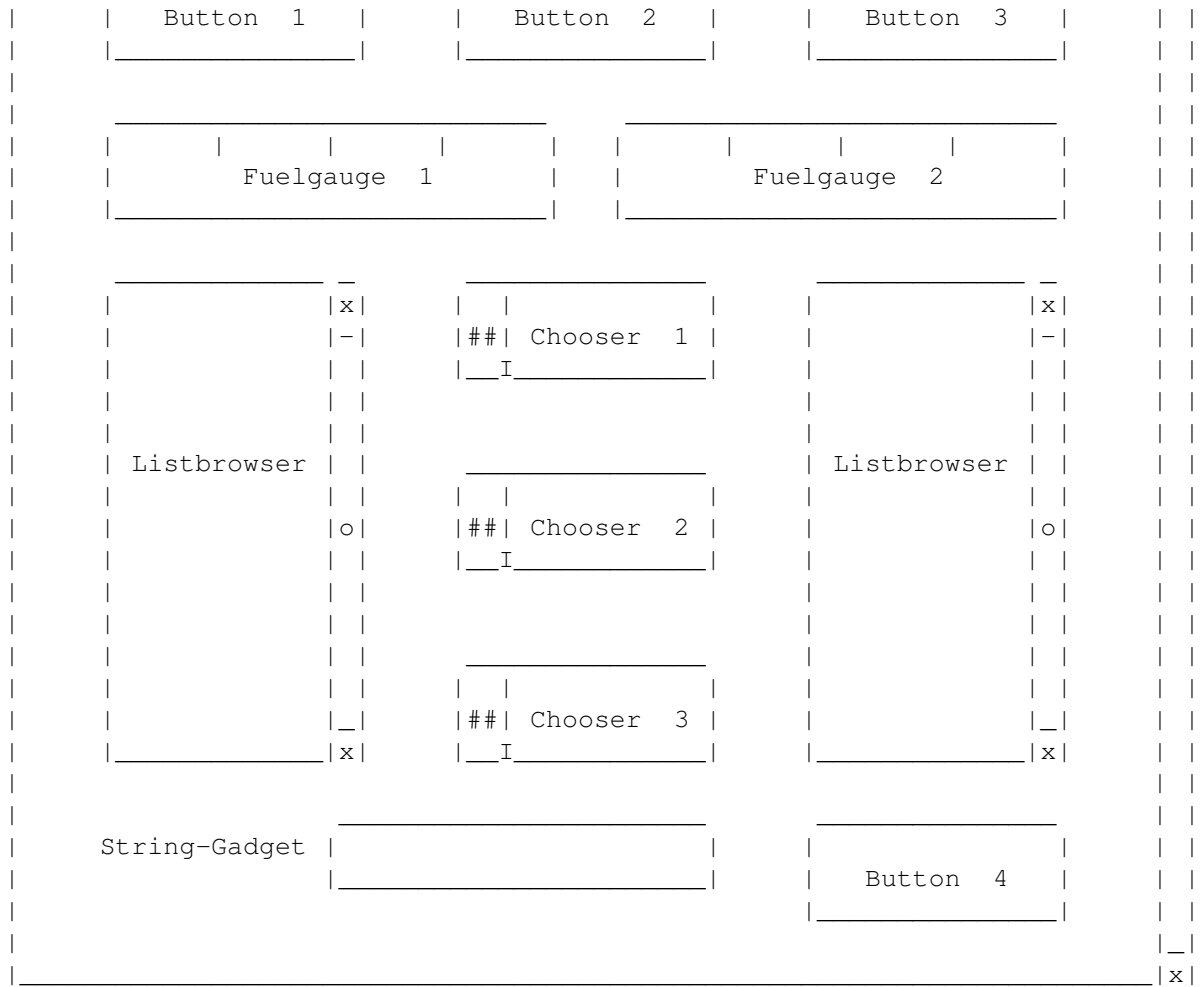 Button 1 Button 2 Button 3
Fuelgauge 1 Fuelgauge 2
x x
## Chooser 1
I
Listbrowser Listbrowser
o ## Chooser 2 o
I
## Chooser 3
x I x
String-Gadget
Button 4
x